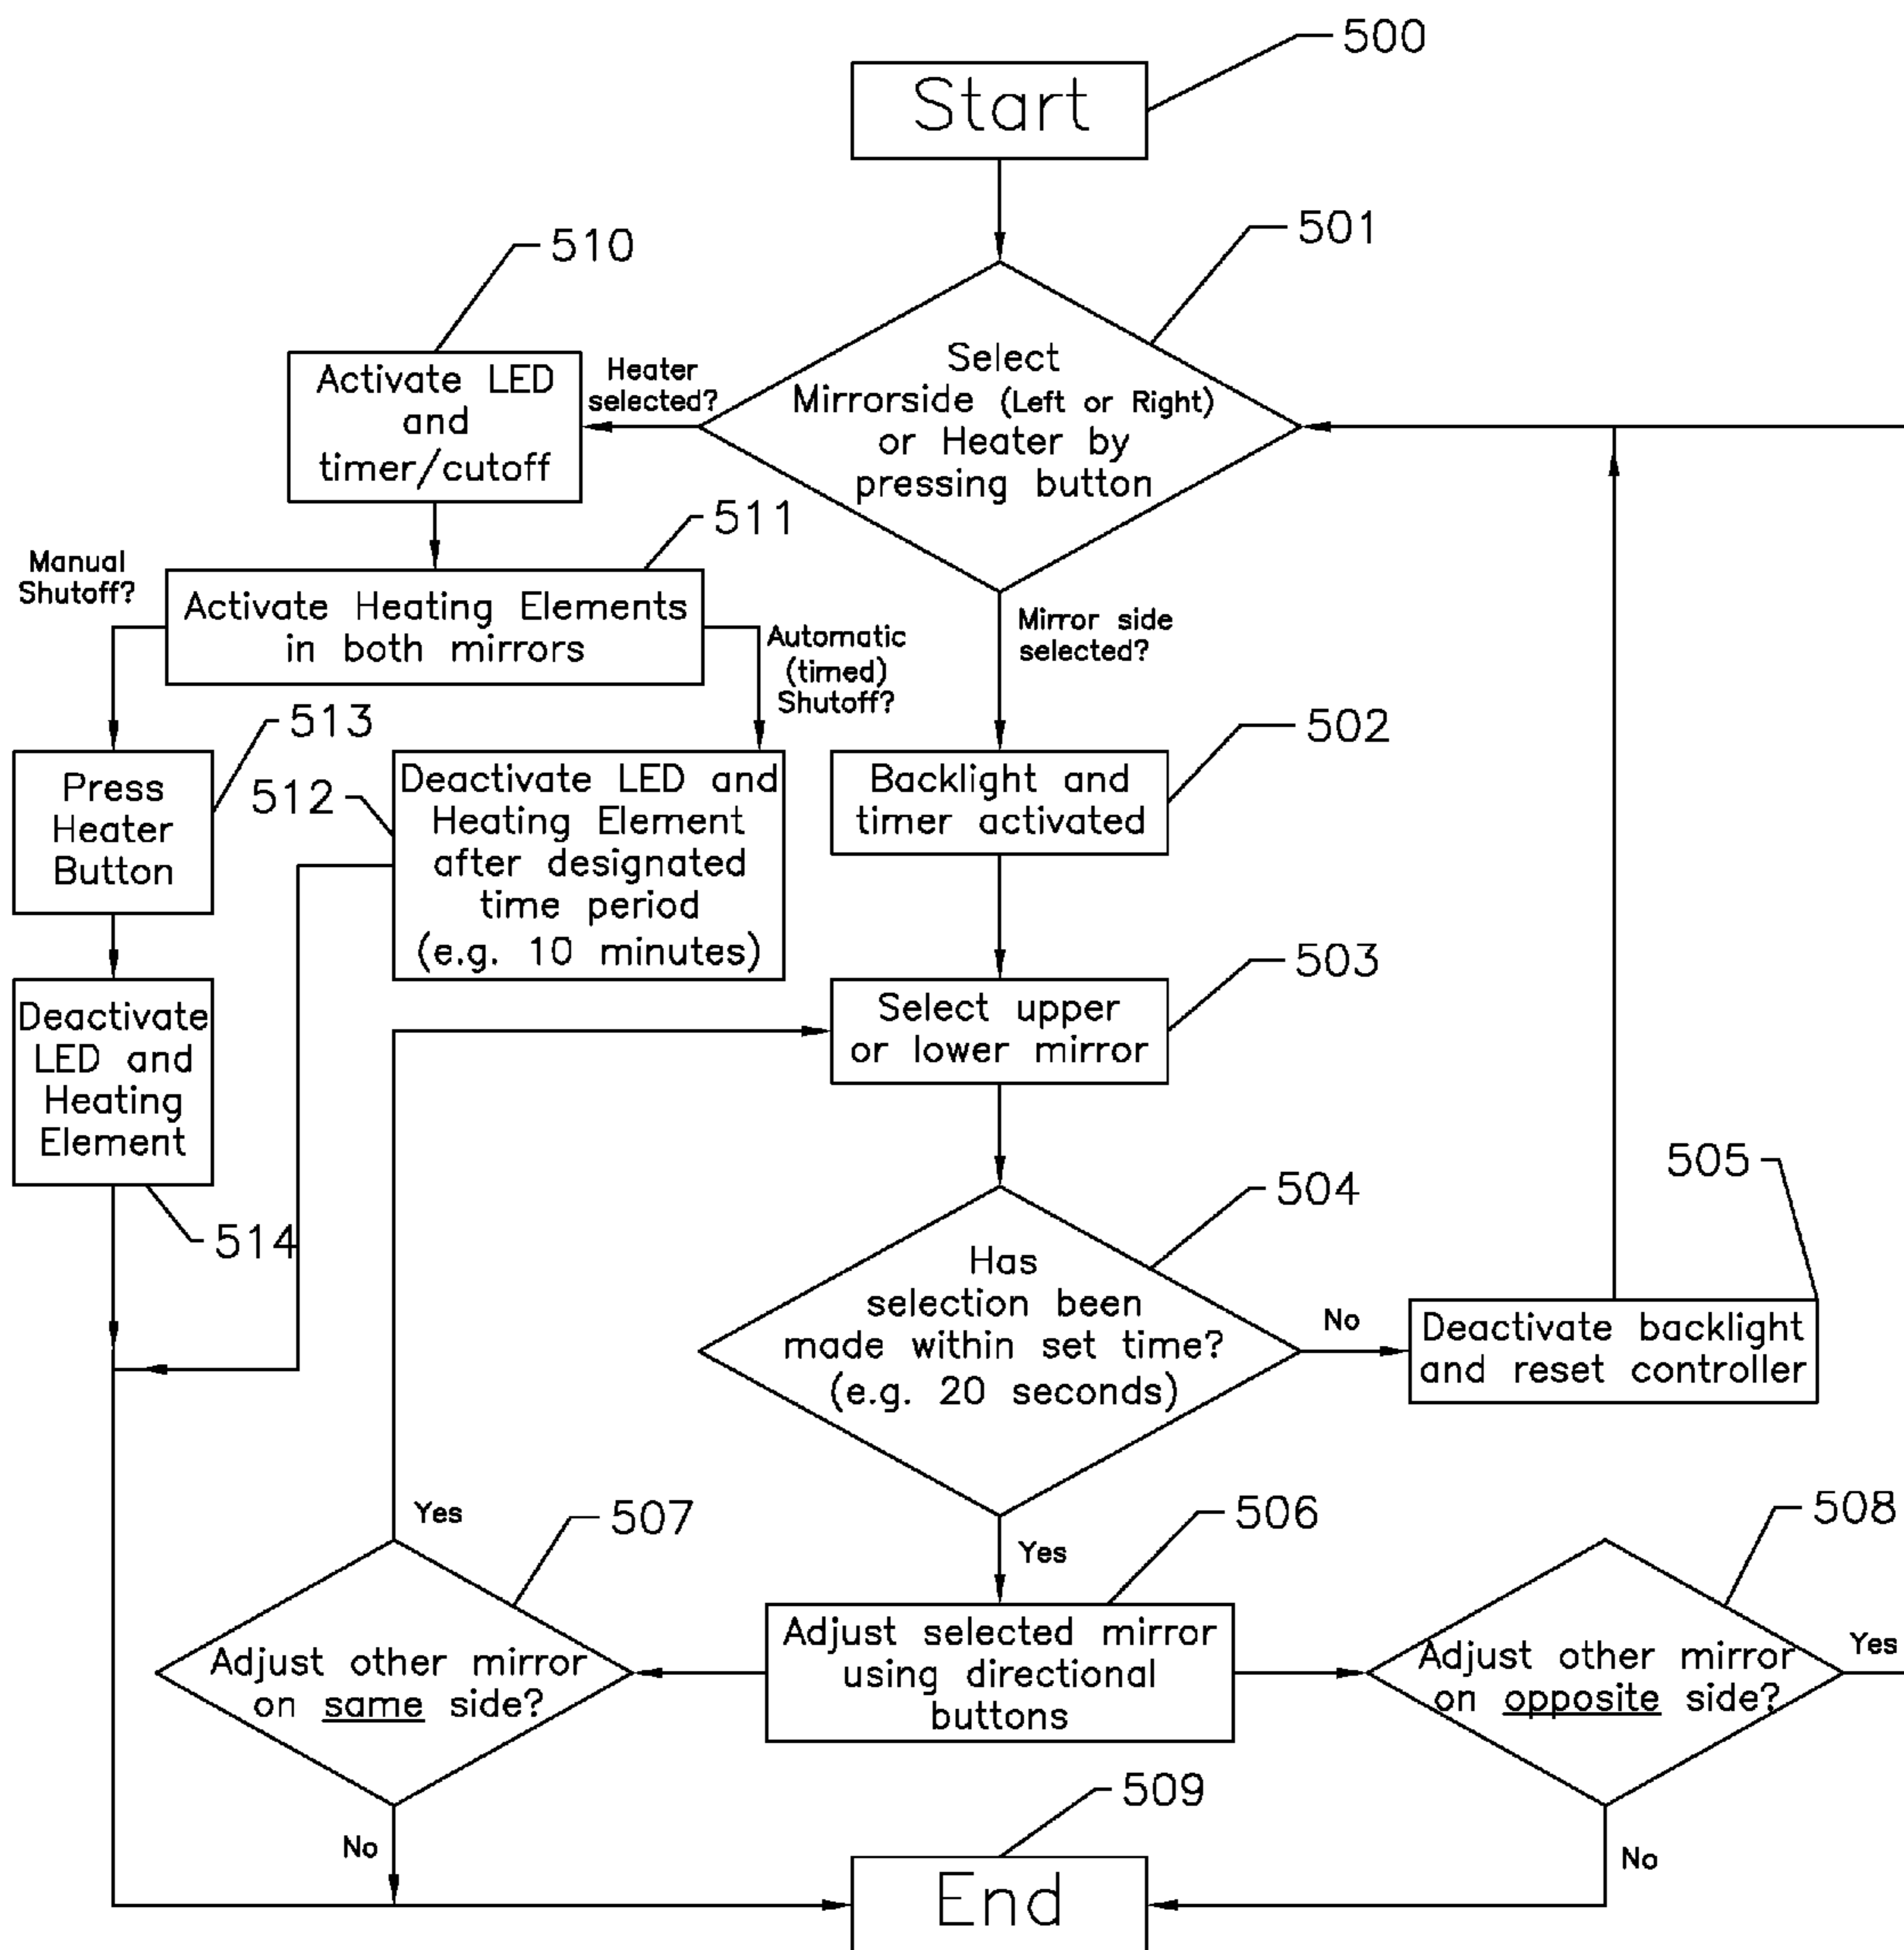 500
Start
501
510
Select
Mirrorside (Left or Right)
or Heater by
pressing button
Heater
selected?
Activate LED
and
timer/cutoff
511
Manual
Shutoff?
Activate Heating Elements
in both mirrors
Mirror side
selected?
Automatic
(timed)
Shutoff?
513
502
Press
Heater
Button
512
Deactivate LED and
Heating Element
after designated
time period
(e.g. 10 minutes)
Backlight and
timer activated
503
Deactivate
LED and
Heating
Element
Select upper
or lower mirror
505
504
514
Has
selection been
made within set time?
(e.g. 20 seconds)
No
Deactivate backlight
and reset controller
Yes
507
506
508
Yes
Adjust other mirror
on same side?
Adjust selected mirror
using directional
buttons
Adjust other mirror
on opposite side?
Yes
509
No
No
End